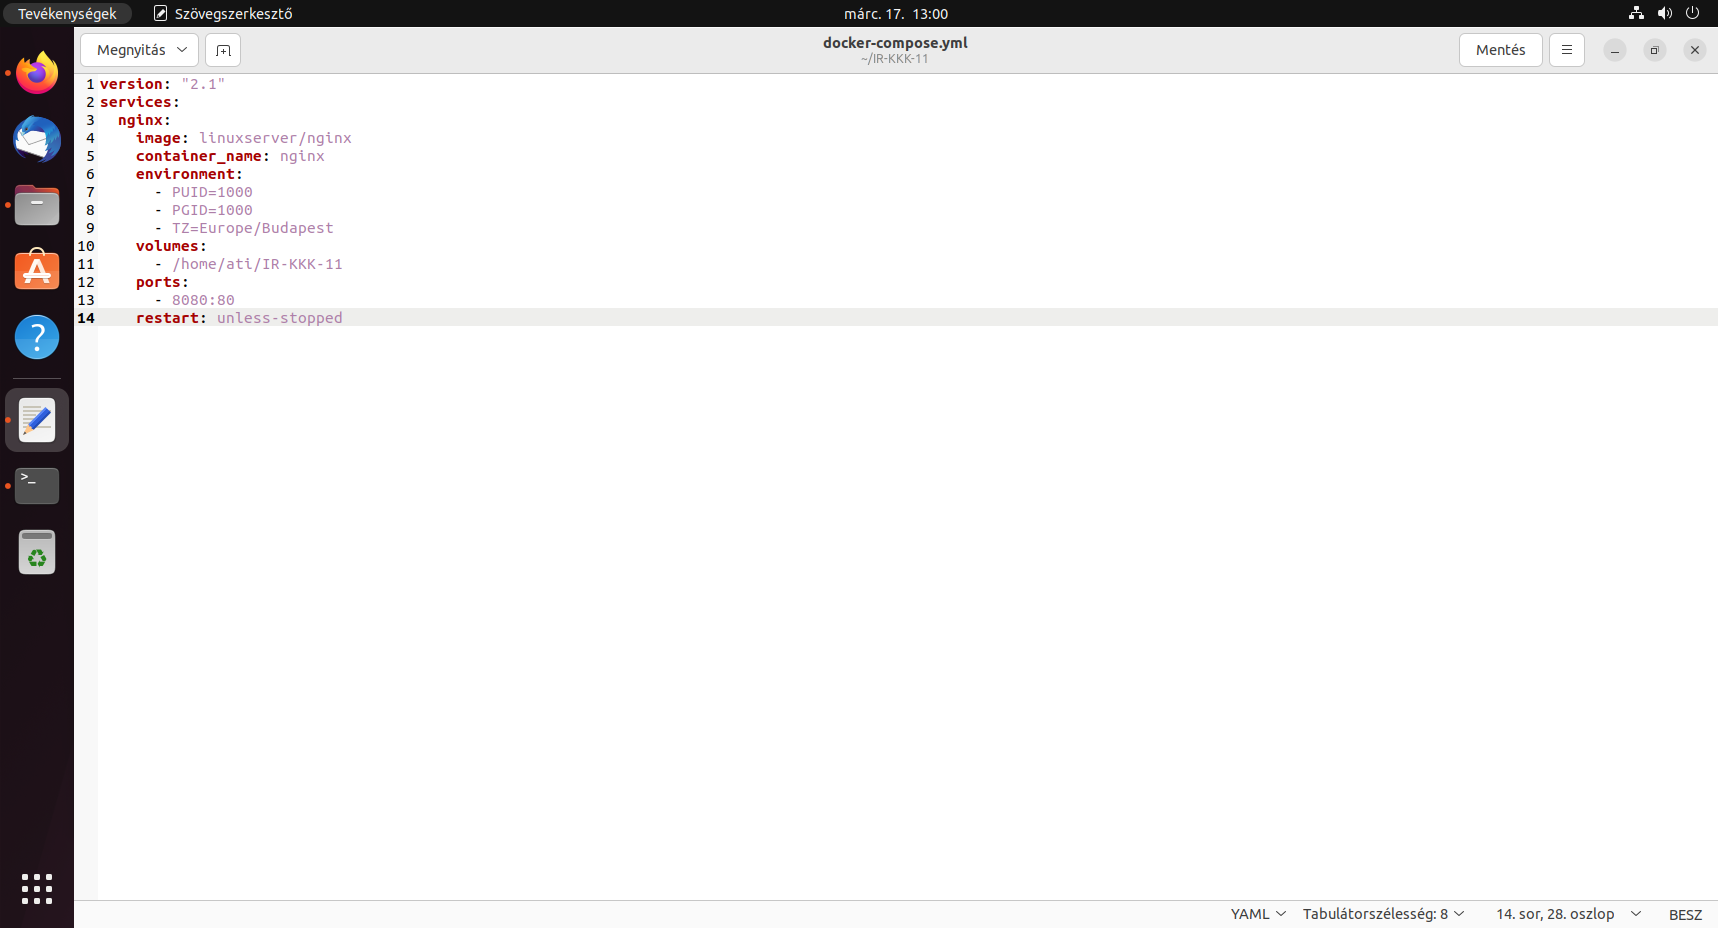 Tevékenységek Szövegszerkesztő márc. 17. 13:00
Megnyitás docker-compose.yml Mentés
~/IR-KKK-11
1 version: "2.1"
2 services:
3   nginx:
4     image: linuxserver/nginx
5     container_name: nginx
6     environment:
7       - PUID=1000
8       - PGID=1000
9       - TZ=Europe/Budapest
10     volumes:
11       - /home/ati/IR-KKK-11
12     ports:
13       - 8080:80
14     restart: unless-stopped
YAML Tabulátorszélesség: 8 14. sor, 28. oszlop BESZ